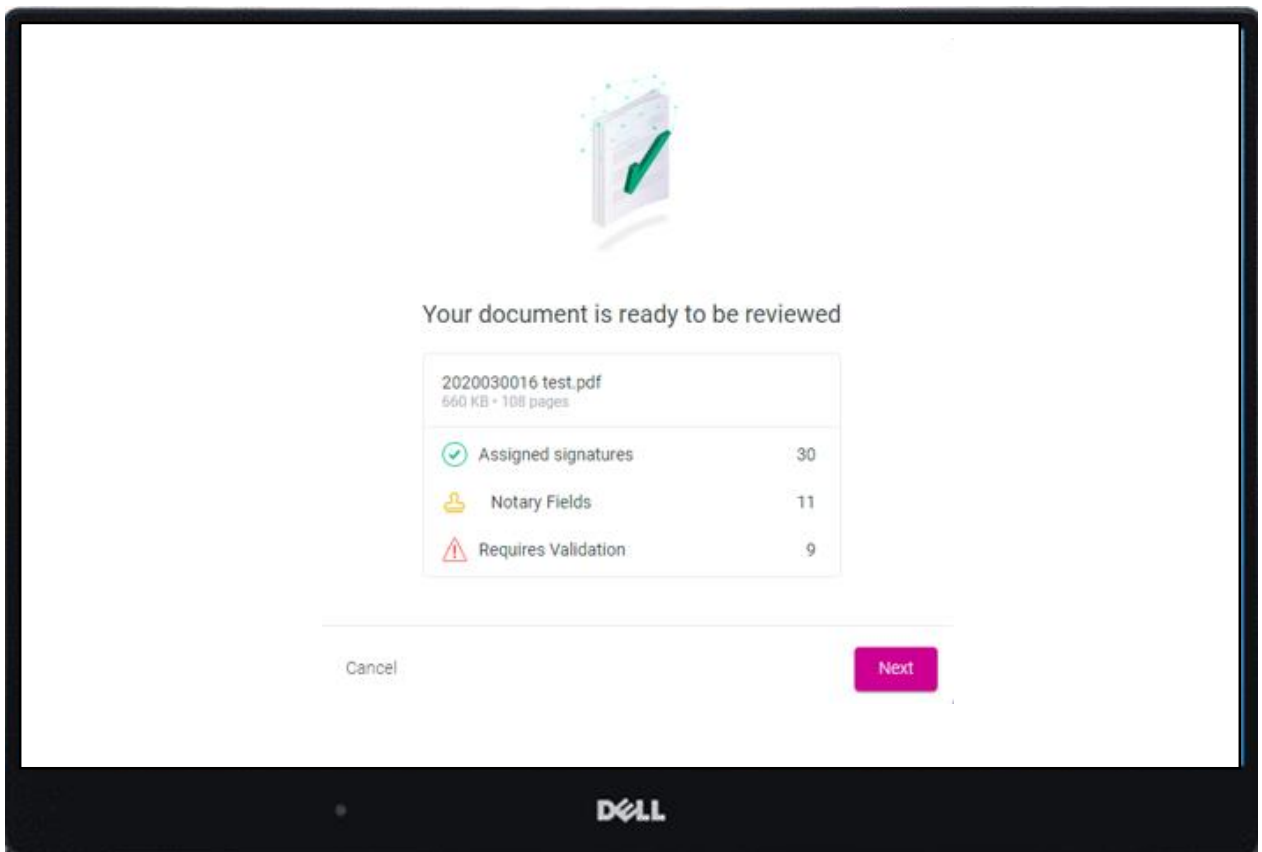 Your document is ready to be reviewed
2020030016 test.pdf
660 KB • 108 pages
Assigned signatures 30
Notary Fields 11
Requires Validation 9
Cancel Next
DELL